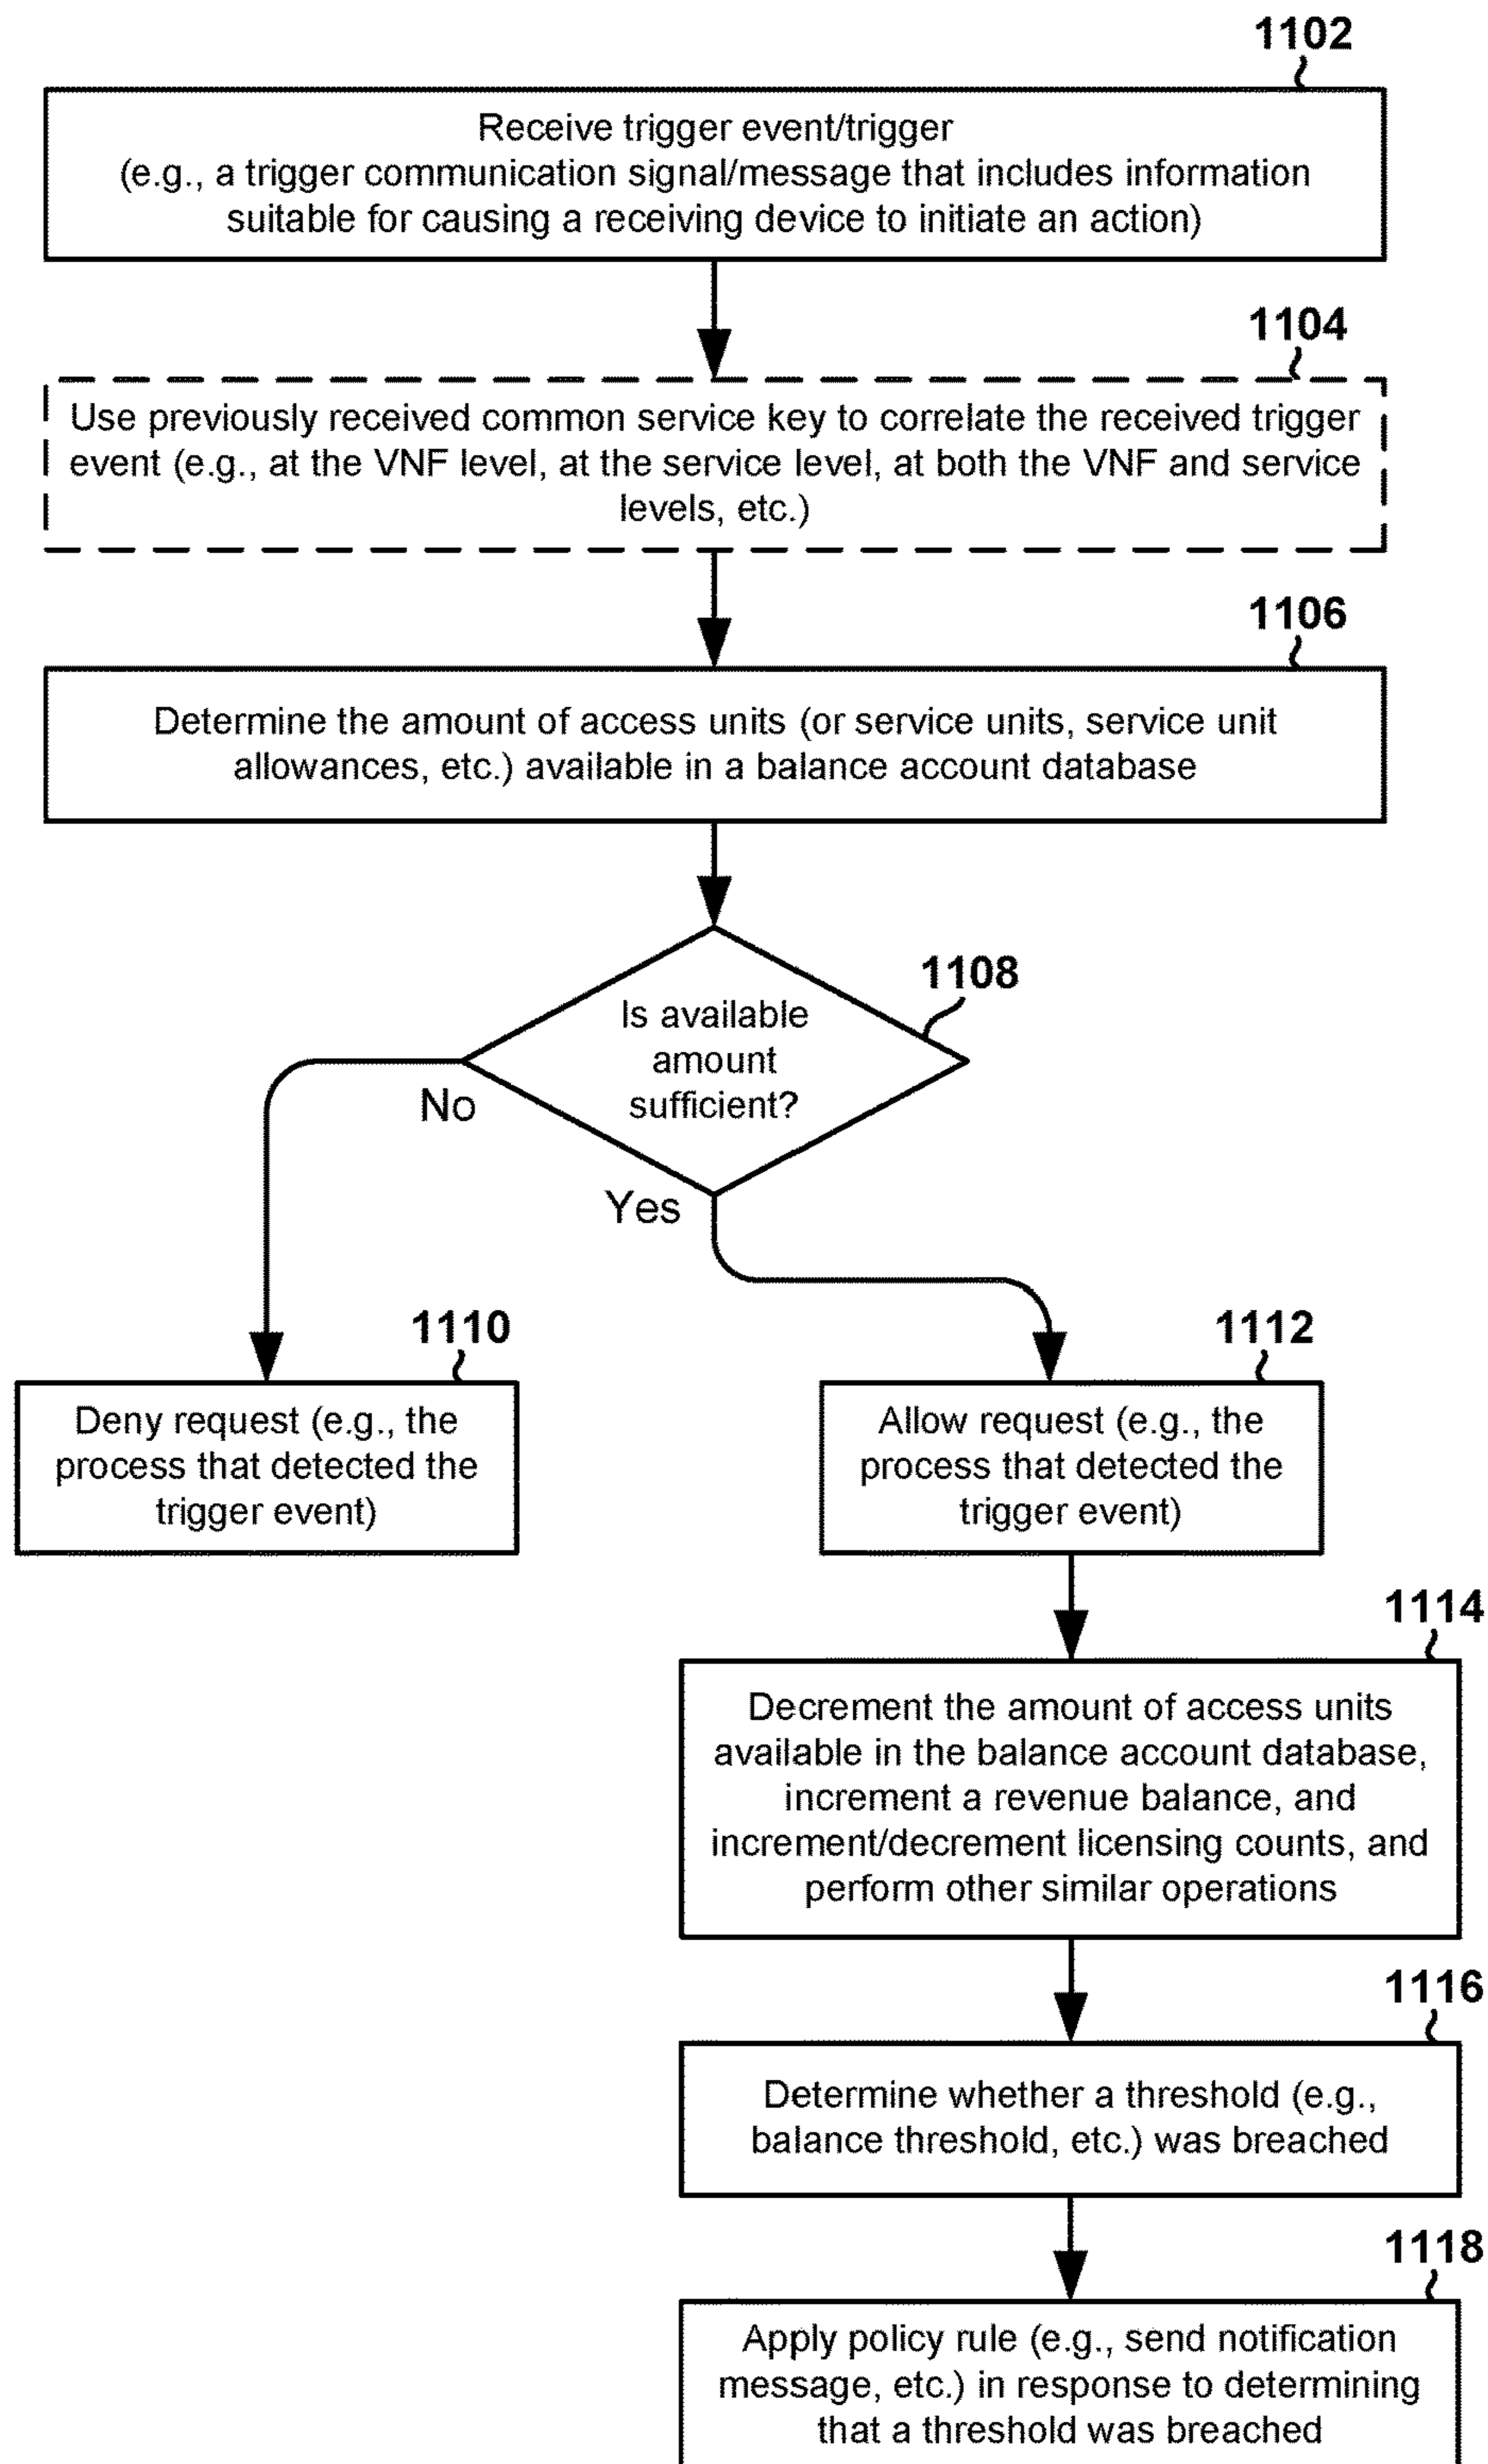 1102
Receive trigger event/trigger
(e.g., a trigger communication signal/message that includes information
suitable for causing a receiving device to initiate an action)
1104
Use previously received common service key to correlate the received trigger
event (e.g., at the VNF level, at the service level, at both the VNF and service
levels, etc.)
1106
Determine the amount of access units (or service units, service unit
allowances, etc.) available in a balance account database
1108
Is available
amount
sufficient?
No
Yes
1110
Deny request (e.g., the
process that detected the
trigger event)
1112
Allow request (e.g., the
process that detected the
trigger event)
1114
Decrement the amount of access units
available in the balance account database,
increment a revenue balance, and
increment/decrement licensing counts, and
perform other similar operations
1116
Determine whether a threshold (e.g.,
balance threshold, etc.) was breached
1118
Apply policy rule (e.g., send notification
message, etc.) in response to determining
that a threshold was breached